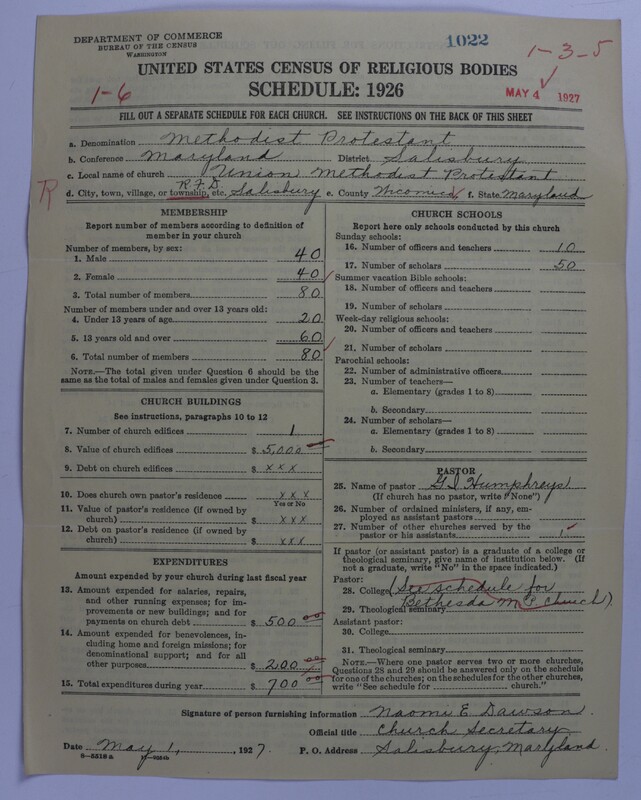 DEPARTMENT OF COMMERCE
BUREAU OF THE CENSUS
WASHINGTON
1022
1-3-5
UNITED STATES CENSUS OF RELIGIOUS BODIES
SCHEDULE: 1926
1-6
MAY 4 1927
FILL OUT A SEPARATE SCHEDULE FOR EACH CHURCH. SEE INSTRUCTIONS ON THE BACK OF THIS SHEET
a. Denomination Methodist Protestant
b. Conference Maryland District Salisbury
c. Local name of church Union Methodist Protestant
R
d. City, town, village, or township, etc. R.F.D. Salisbury e. County Wicomico f. State Maryland
MEMBERSHIP
Report number of members according to definition of
member in your church
Number of members, by sex:
1. Male 40
2. Female 40
3. Total number of members 80
Number of members under and over 13 years old:
4. Under 13 years of age 20
5. 13 years old and over 60
6. Total number of members 80
NOTE.—The total given under Question 6 should be the
same as the total of males and females given under Question 3.
CHURCH BUILDINGS
See instructions, paragraphs 10 to 12
7. Number of church edifices 1
8. Value of church edifices $ 5,000
9. Debt on church edifices $ xxx
10. Does church own pastor's residence xxx
Yes or No
11. Value of pastor's residence (if owned by
church) $ xxx
12. Debt on pastor's residence (if owned by
church) $ xxx
EXPENDITURES
Amount expended by your church during last fiscal year
13. Amount expended for salaries, repairs,
and other running expenses; for im-
provements or new buildings; and for
payments on church debt $ 500 00
14. Amount expended for benevolences,
including home and foreign missions; for
denominational support; and for all
other purposes $ 200 00
15. Total expenditures during year $ 700 00
CHURCH SCHOOLS
Report here only schools conducted by this church
Sunday schools:
16. Number of officers and teachers 10
17. Number of scholars 50
Summer vacation Bible schools:
18. Number of officers and teachers
19. Number of scholars
Week-day religious schools:
20. Number of officers and teachers
21. Number of scholars
Parochial schools:
22. Number of administrative officers
23. Number of teachers—
a. Elementary (grades 1 to 8)
b. Secondary
24. Number of scholars—
a. Elementary (grades 1 to 8)
b. Secondary
PASTOR
25. Name of pastor G I Humphreys
(If church has no pastor, write "None")
26. Number of ordained ministers, if any, em-
ployed as assistant pastors
27. Number of other churches served by the
pastor or his assistants 1
If pastor (or assistant pastor) is a graduate of a college or
theological seminary, give name of institution below. (If
not a graduate, write "No" in the space indicated.)
Pastor:
28. College (See schedule for
29. Theological seminary Bethesda M P Church)
Assistant pastor:
30. College
31. Theological seminary
NOTE.—Where one pastor serves two or more churches,
Questions 28 and 29 should be answered only on the schedule
for one of the churches; on the schedules for the other churches,
write "See schedule for church."
Signature of person furnishing information Naomi E Dawson.
Official title Church Secretary
Date May 1, 1927. P. O. Address Salisbury, Maryland.